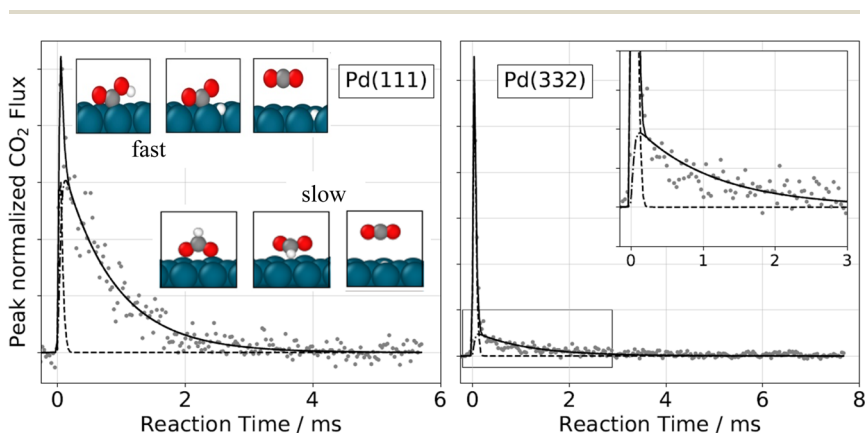 Peak normalized CO₂ Flux
Pd(111)
fast
slow
0 2 4 6
Reaction Time / ms
Pd(332)
0 1 2 3
0 2 4 6 8
Reaction Time / ms